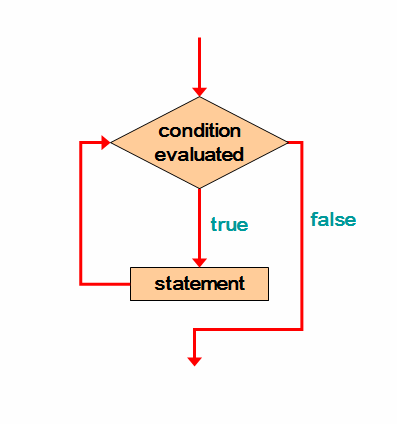 condition
evaluated
true
false
statement